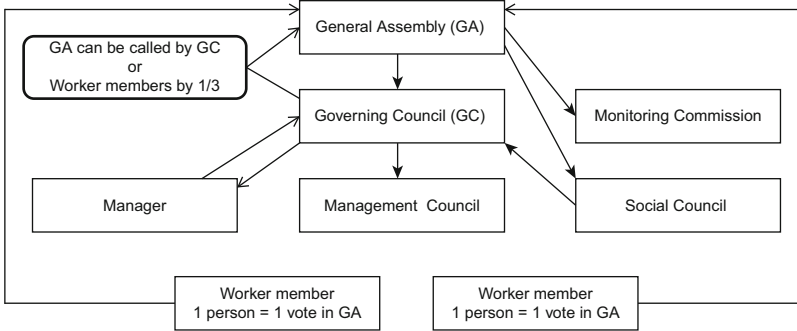 General Assembly (GA)
GA can be called by GC
or
Worker members by 1/3
Governing Council (GC)
Monitoring Commission
Manager
Management Council
Social Council
Worker member
1 person = 1 vote in GA
Worker member
1 person = 1 vote in GA